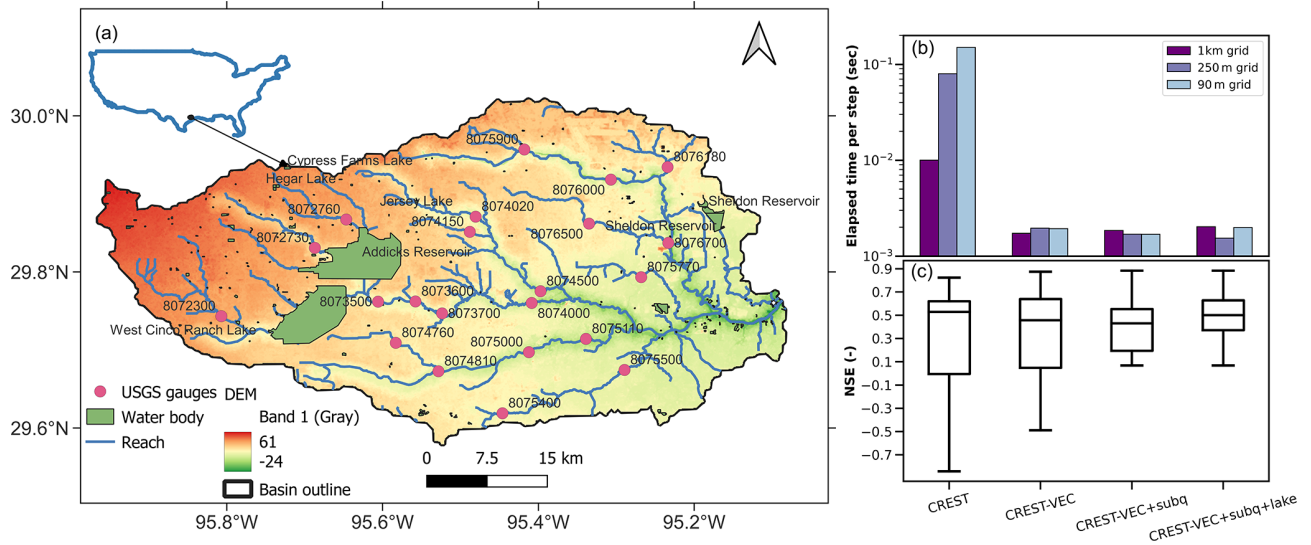 (a)
30.0°N
29.8°N
29.6°N
95.8°W
95.6°W
95.4°W
95.2°W
Cypress Farms Lake
Hegar Lake
Jersey Lake
Addicks Reservoir
West Cinco Ranch Lake
Sheldon Reservoir
Sheldon Reservoir
8075900
8076180
8076000
8072760
8074020
8074150
8076500
8072730
8076700
8075770
8074500
8073600
8073500
8072300
8073700
8074000
8074760
8075000
8075110
8074810
8075500
8075400
USGS gauges
Water body
Reach
DEM
Band 1 (Gray)
61
-24
Basin outline
0 7.5 15 km
(b)
Elapsed time per step (sec)
10⁻¹
10⁻²
10⁻³
1km grid
250m grid
90m grid
(c)
NSE (-)
0.9
0.7
0.5
0.3
0.1
−0.1
−0.3
−0.5
−0.7
CREST
CREST-VEC
CREST-VEC+subq
CREST-VEC+subq+lake